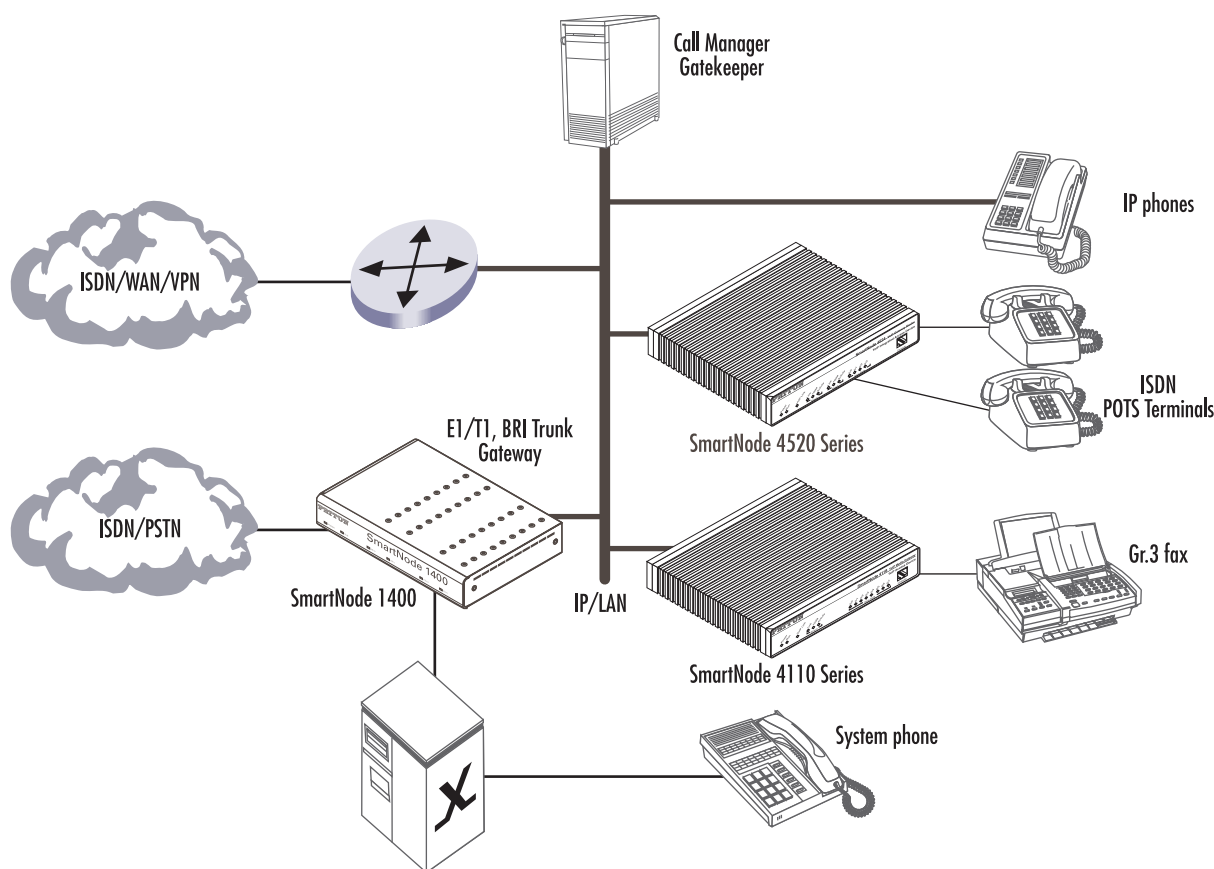 Call Manager
Gatekeeper
IP phones
ISDN/WAN/VPN
ISDN
POTS Terminals
SmartNode 4520 Series
E1/T1, BRI Trunk
Gateway
ISDN/PSTN
SmartNode 1400
SmartNode 1400
IP/LAN
Gr.3 fax
SmartNode 4110 Series
System phone